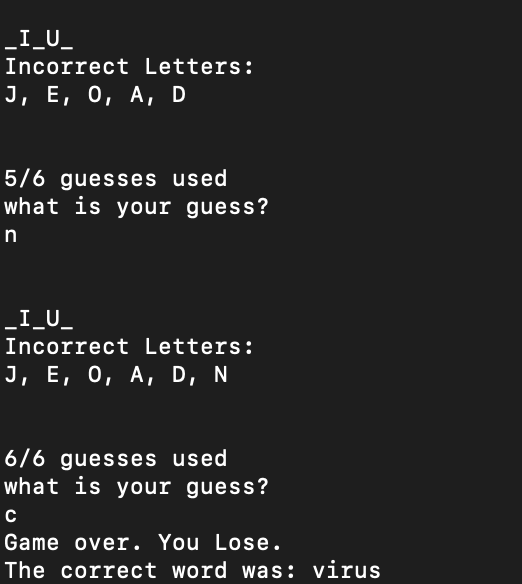 _I_U_
Incorrect Letters:
J, E, O, A, D
5/6 guesses used
what is your guess?
n
_I_U_
Incorrect Letters:
J, E, O, A, D, N
6/6 guesses used
what is your guess?
c
Game over. You Lose.
The correct word was: virus